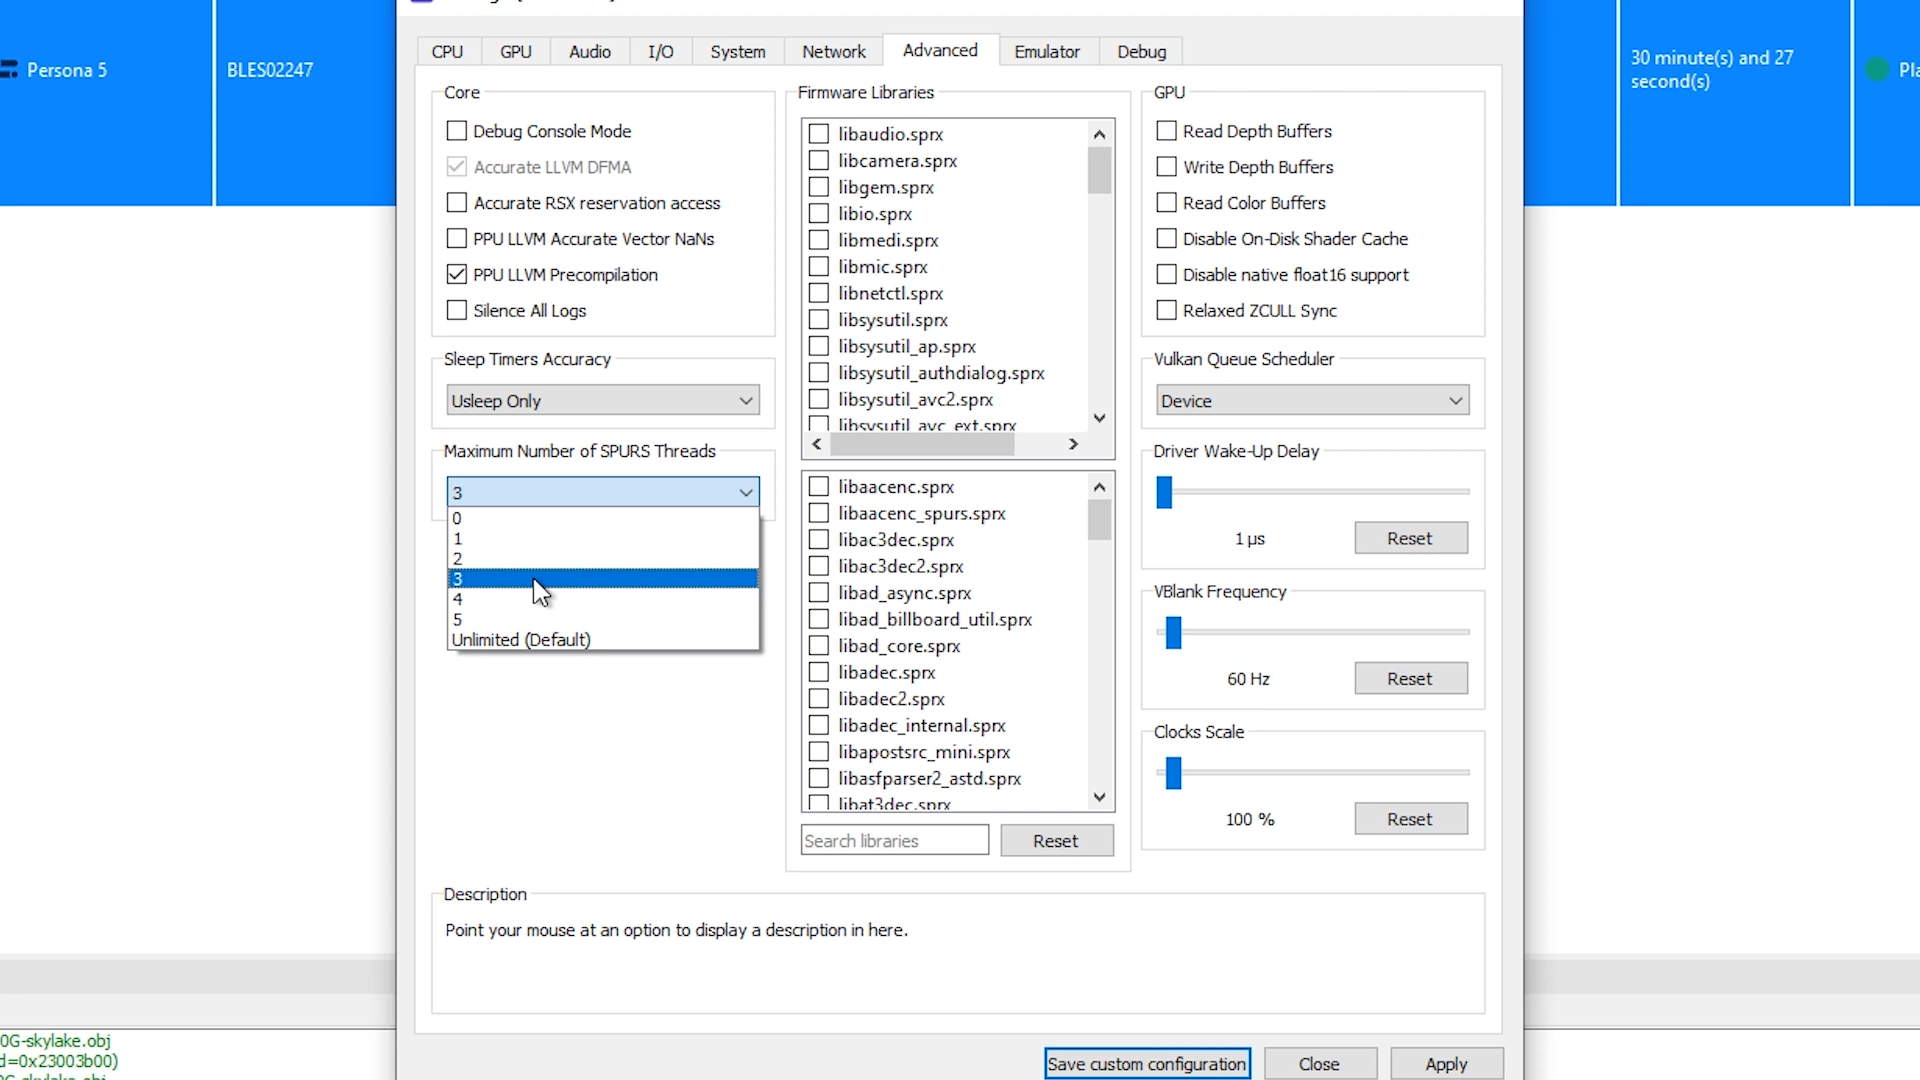 Persona 5
BLES02247
30 minute(s) and 27
second(s)
CPU
GPU
Audio
I/O
System
Network
Advanced
Emulator
Debug
Core
Debug Console Mode
Accurate LLVM DFMA
Accurate RSX reservation access
PPU LLVM Accurate Vector NaNs
PPU LLVM Precompilation
Silence All Logs
Sleep Timers Accuracy
Usleep Only
Maximum Number of SPURS Threads
3
0
1
2
3
4
5
Unlimited (Default)
Firmware Libraries
libaudio.sprx
libcamera.sprx
libgem.sprx
libio.sprx
libmedi.sprx
libmic.sprx
libnetctl.sprx
libsysutil.sprx
libsysutil_ap.sprx
libsysutil_authdialog.sprx
libsysutil_avc2.sprx
libsysutil_avc_ext.sprx
libaacenc.sprx
libaacenc_spurs.sprx
libac3dec.sprx
libac3dec2.sprx
libad_async.sprx
libad_billboard_util.sprx
libad_core.sprx
libadec.sprx
libadec2.sprx
libadec_internal.sprx
libapostsrc_mini.sprx
libasfparser2_astd.sprx
libat3dec.sprx
Search libraries
Reset
GPU
Read Depth Buffers
Write Depth Buffers
Read Color Buffers
Disable On-Disk Shader Cache
Disable native float16 support
Relaxed ZCULL Sync
Vulkan Queue Scheduler
Device
Driver Wake-Up Delay
1 µs
Reset
VBlank Frequency
60 Hz
Reset
Clocks Scale
100 %
Reset
Description
Point your mouse at an option to display a description in here.
0G-skylake.obj
d=0x23003b00)
Save custom configuration
Close
Apply